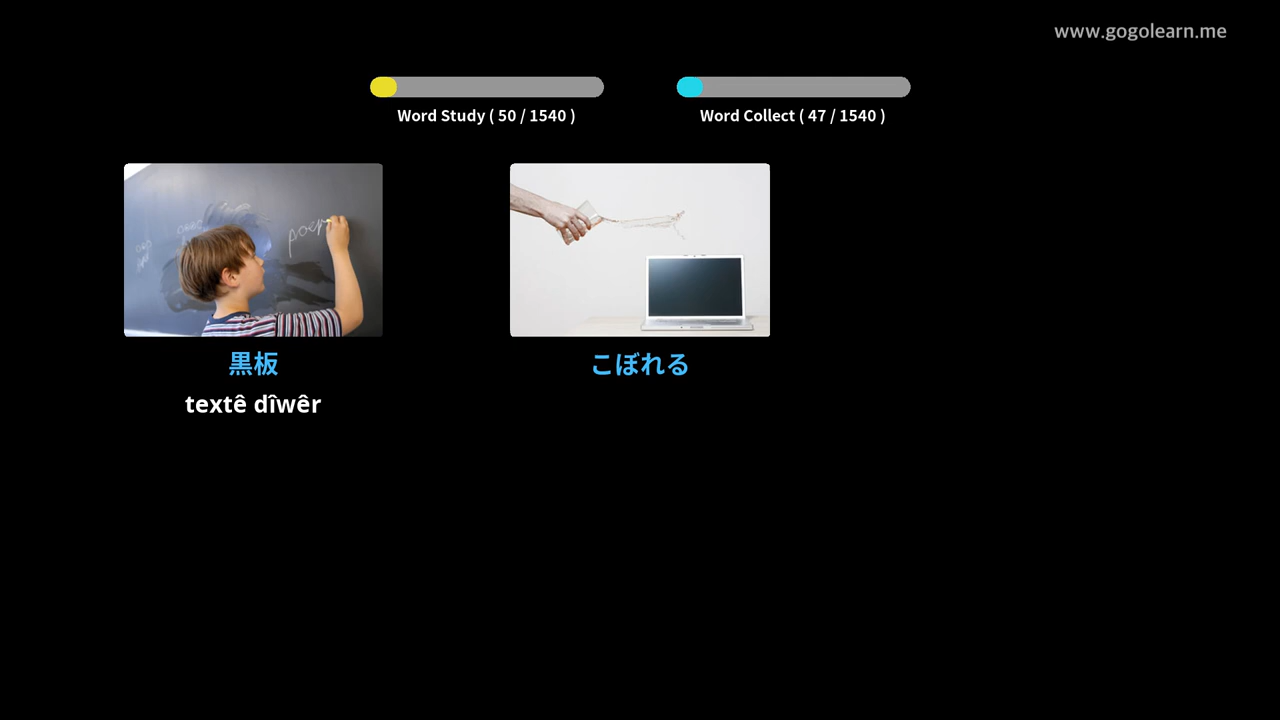 www.gogolearn.me
Word Study ( 50 / 1540 )
Word Collect ( 47 / 1540 )
poem
黒板
こぼれる
textê dîwêr